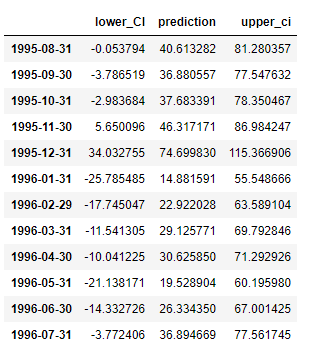 lower_CI prediction upper_ci
1995-08-31 -0.053794 40.613282 81.280357
1995-09-30 -3.786519 36.880557 77.547632
1995-10-31 -2.983684 37.683391 78.350467
1995-11-30 5.650096 46.317171 86.984247
1995-12-31 34.032755 74.699830 115.366906
1996-01-31 -25.785485 14.881591 55.548666
1996-02-29 -17.745047 22.922028 63.589104
1996-03-31 -11.541305 29.125771 69.792846
1996-04-30 -10.041225 30.625850 71.292926
1996-05-31 -21.138171 19.528904 60.195980
1996-06-30 -14.332726 26.334350 67.001425
1996-07-31 -3.772406 36.894669 77.561745